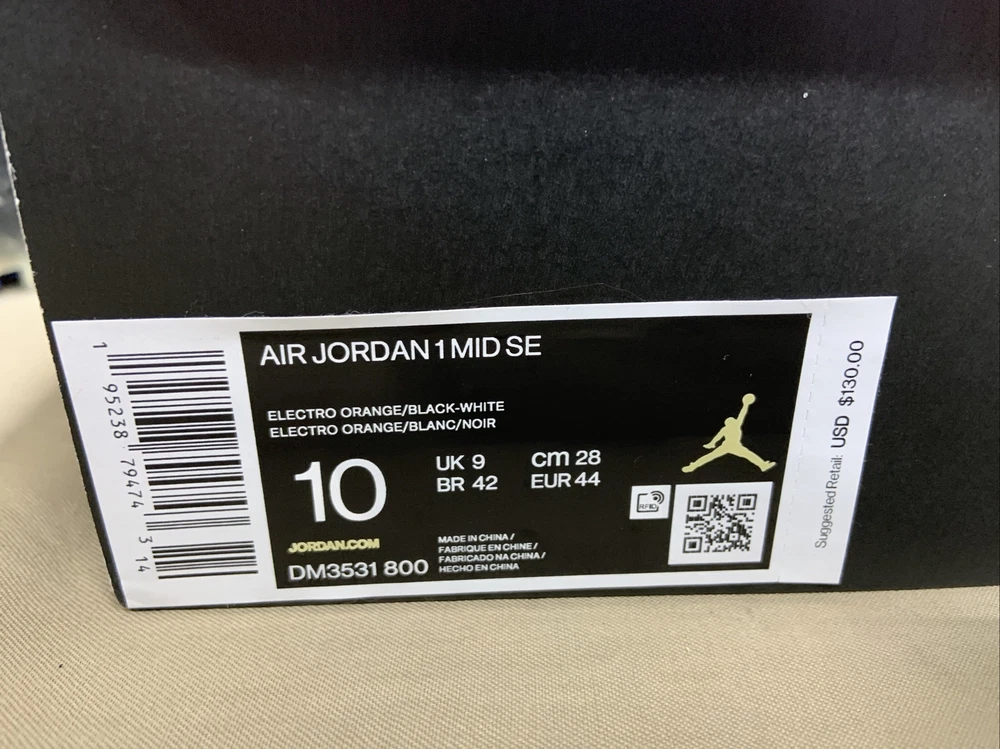 AIR JORDAN 1 MID SE
ELECTRO ORANGE/BLACK-WHITE
ELECTRO ORANGE/BLANC/NOIR
10
UK 9
cm 28
BR 42
EUR 44
RFID
JORDAN.COM
DM3531 800
MADE IN CHINA /
FABRIQUE EN CHINE /
FABRICADO NA CHINA /
HECHO EN CHINA
1 95238 79474 3 14
Suggested Retail: USD $130.00